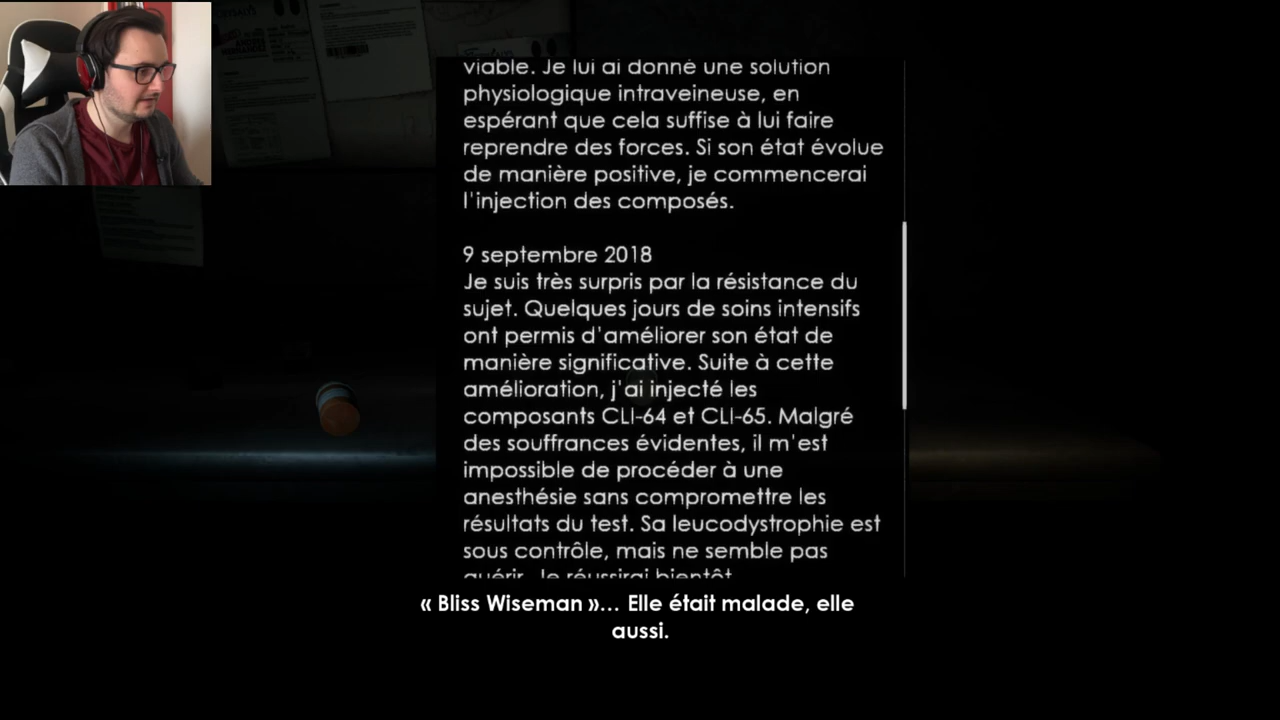 viable. Je lui ai donné une solution
physiologique intraveineuse, en
espérant que cela suffise à lui faire
reprendre des forces. Si son état évolue
de manière positive, je commencerai
l'injection des composés.
9 septembre 2018
Je suis très surpris par la résistance du
sujet. Quelques jours de soins intensifs
ont permis d'améliorer son état de
manière significative. Suite à cette
amélioration, j'ai injecté les
composants CLI-64 et CLI-65. Malgré
des souffrances évidentes, il m'est
impossible de procéder à une
anesthésie sans compromettre les
résultats du test. Sa leucodystrophie est
sous contrôle, mais ne semble pas
guérir. Je réussirai bientôt
« Bliss Wiseman »... Elle était malade, elle
aussi.